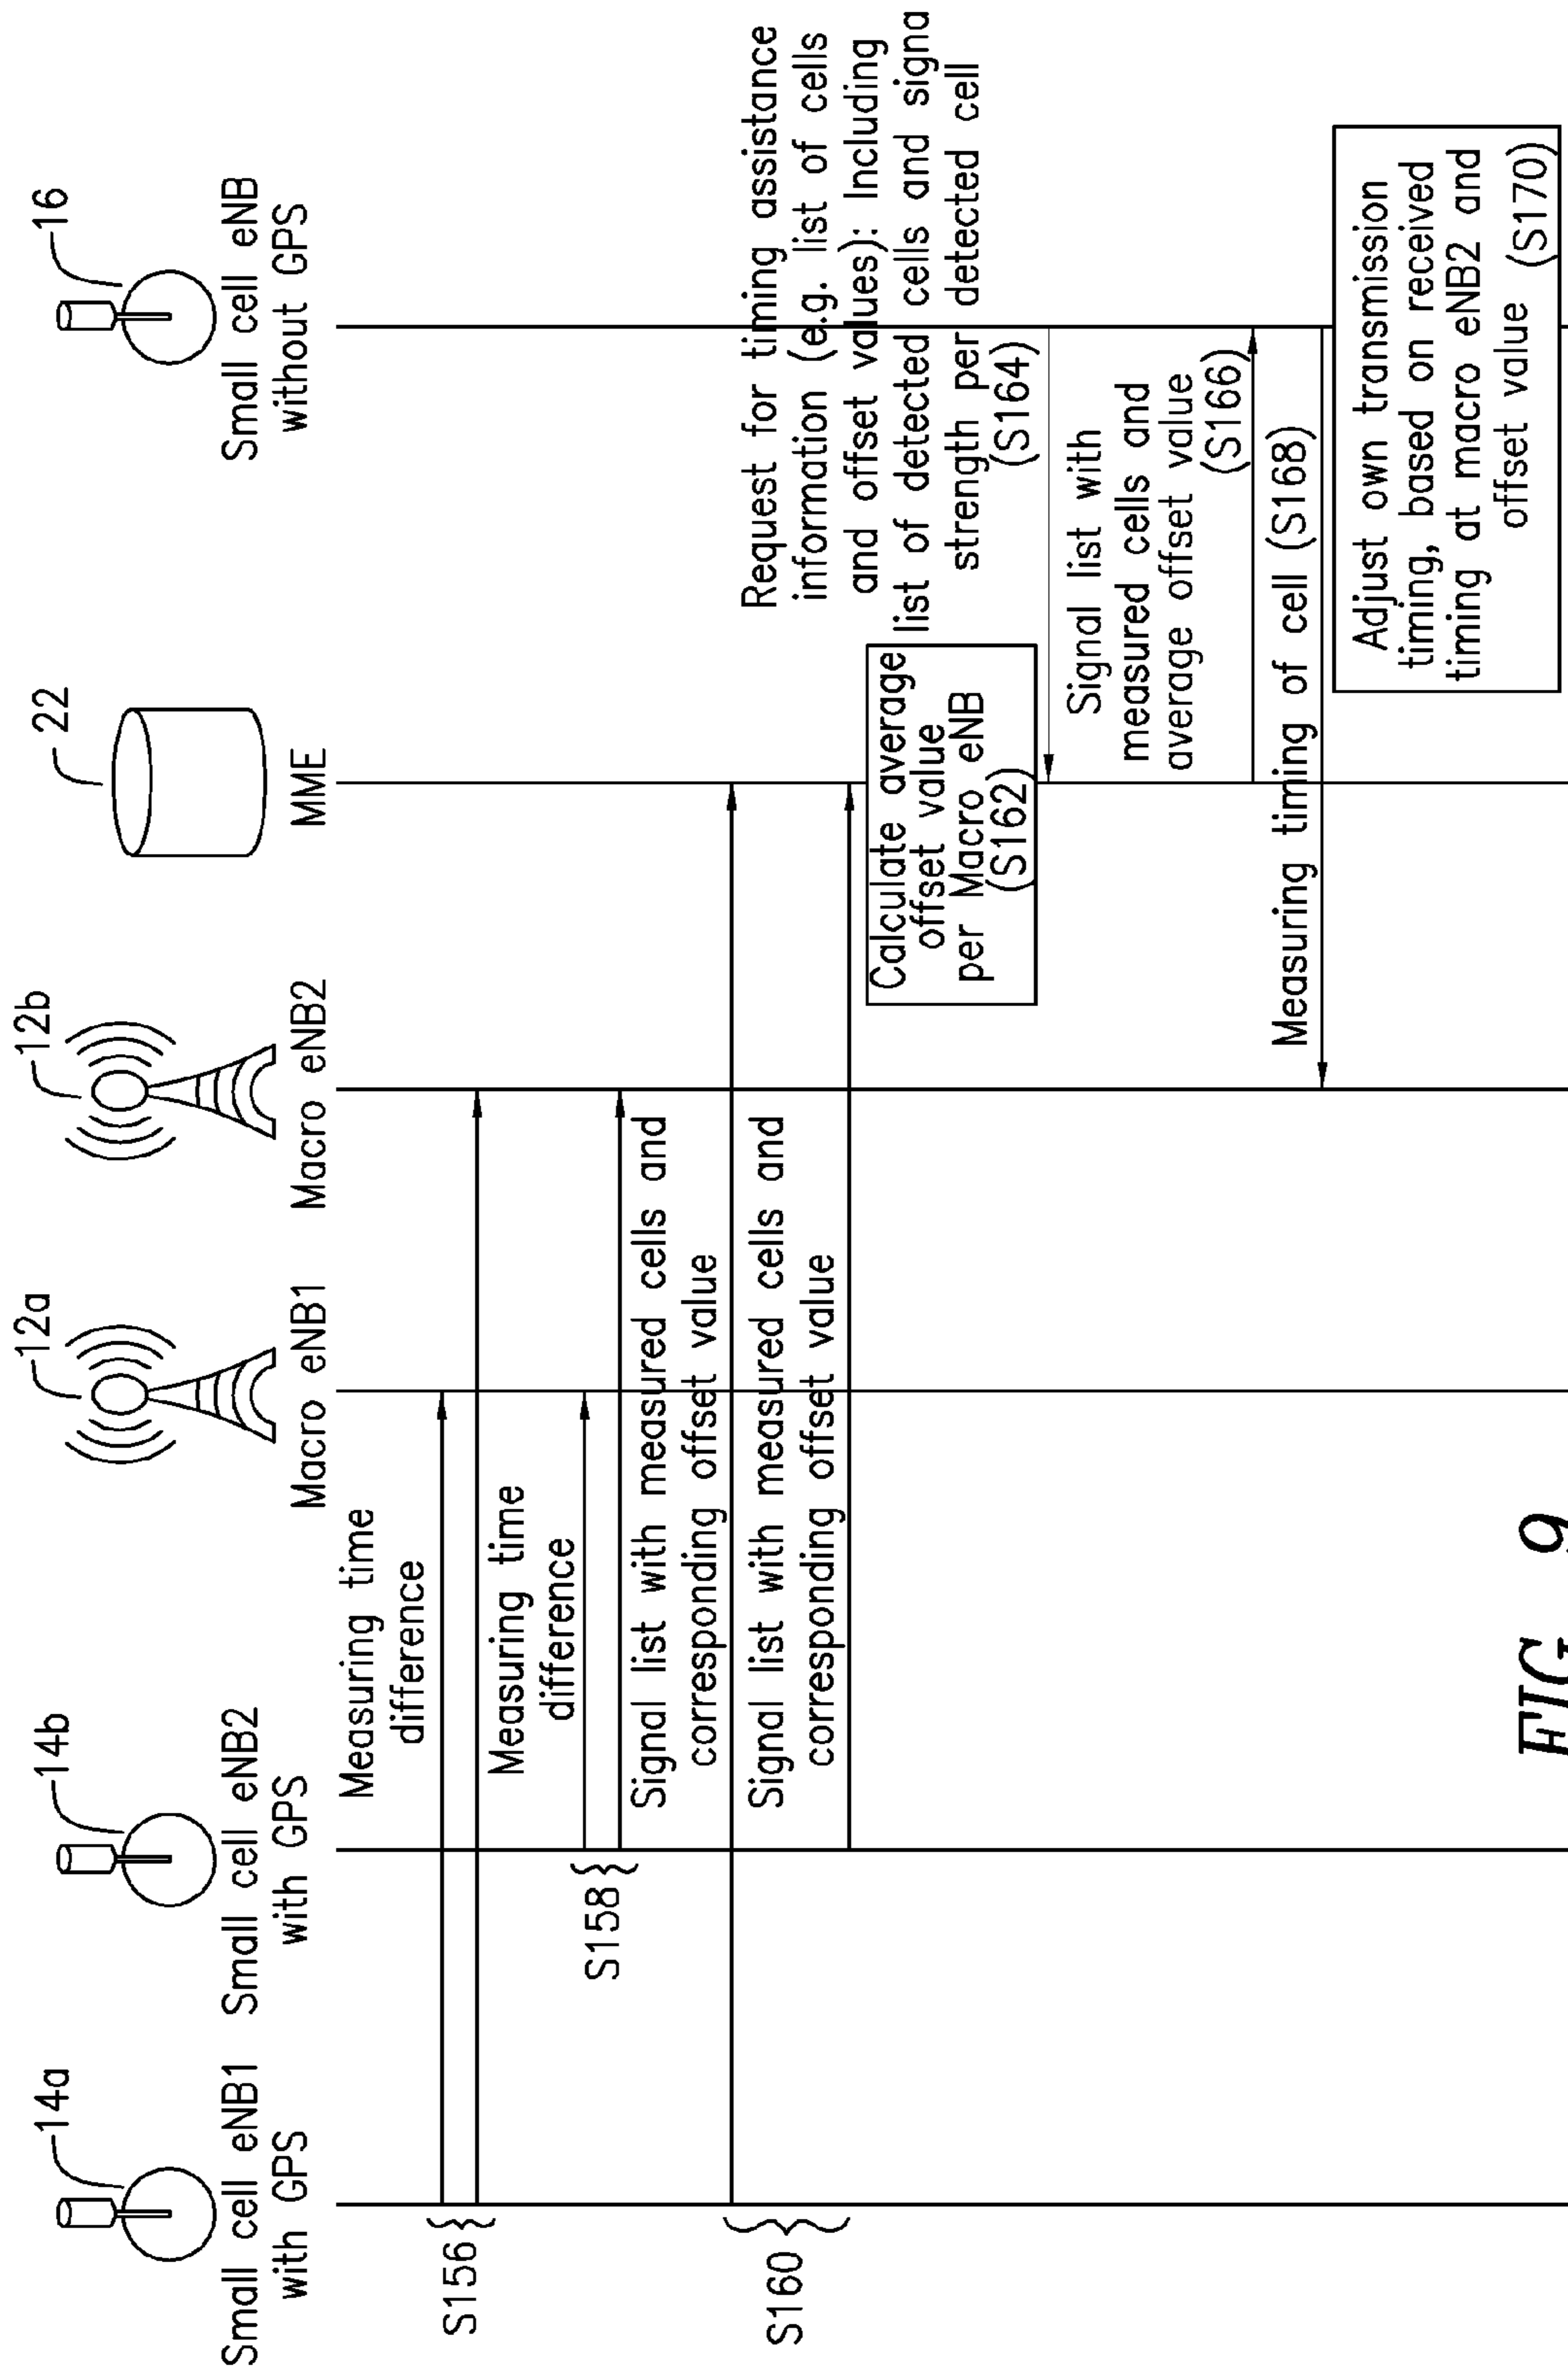 14a
Small cell eNB1
with GPS
14b
Small cell eNB2
with GPS
12a
Macro eNB1
12b
Macro eNB2
22
MME
16
Small cell eNB
without GPS
S156
Measuring time
difference
S158
Measuring time
difference
S160
Signal list with measured cells and
corresponding offset value
Signal list with measured cells and
corresponding offset value
Calculate average
offset value
per Macro eNB
(S162)
Request for timing assistance
information (e.g. list of cells
and offset values): Including
list of detected cells and signa
strength per detected cell
(S164)
Signal list with
measured cells and
average offset value
(S166)
Measuring timing of cell (S168)
Adjust own transmission
timing, based on received
timing at macro eNB2 and
offset value (S170)
FIG. 9